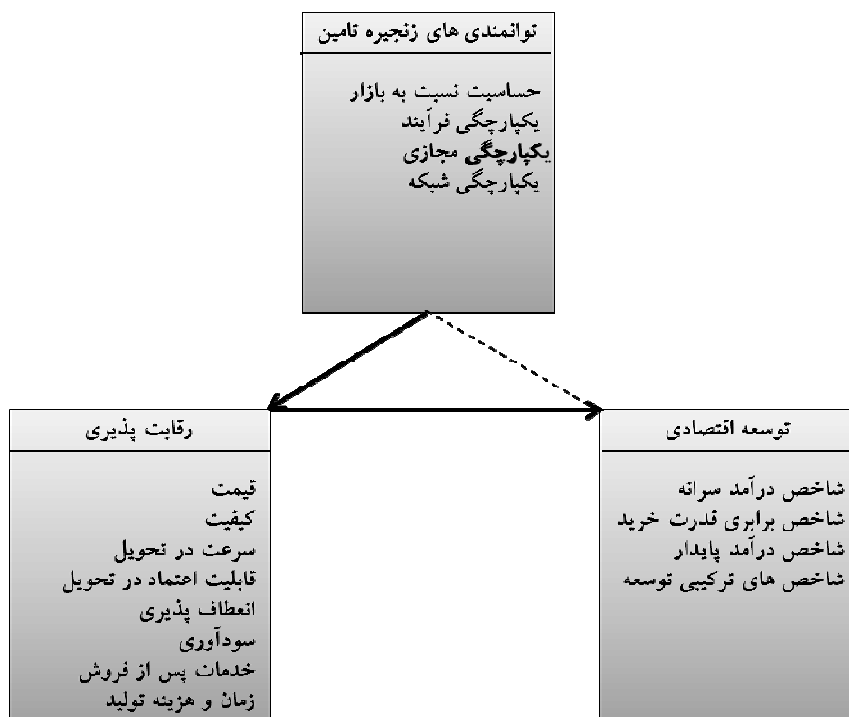 توانمندی های زنجیره تامین
حساسیت نسبت به بازار
یکپارچگی فرآیند
یکپارچگی مجازی
یکپارچگی شبکه
رقابت پذیری
قیمت
کیفیت
سرعت در تحویل
قابلیت اعتماد در تحویل
انعطاف پذیری
سودآوری
خدمات پس از فروش
زمان و هزینه تولید
توسعه اقتصادی
شاخص درآمد سرانه
شاخص برابری قدرت خرید
شاخص درآمد پایدار
شاخص های ترکیبی توسعه